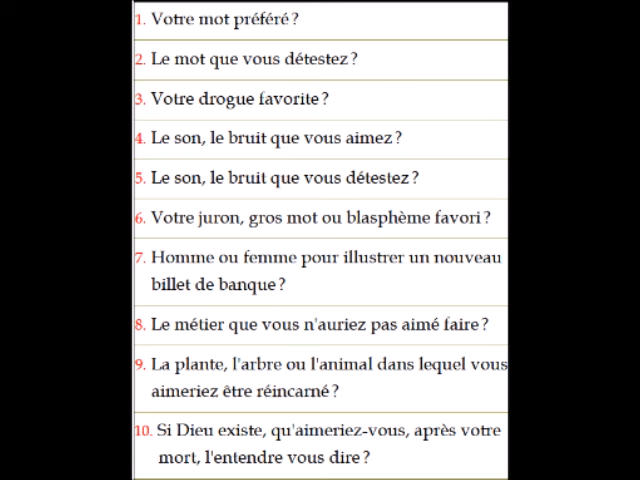 1. Votre mot préféré ?
2. Le mot que vous détestez ?
3. Votre drogue favorite ?
4. Le son, le bruit que vous aimez ?
5. Le son, le bruit que vous détestez ?
6. Votre juron, gros mot ou blasphème favori ?
7. Homme ou femme pour illustrer un nouveau
billet de banque ?
8. Le métier que vous n'auriez pas aimé faire ?
9. La plante, l'arbre ou l'animal dans lequel vous
aimeriez être réincarné ?
10. Si Dieu existe, qu'aimeriez-vous, après votre
mort, l'entendre vous dire ?